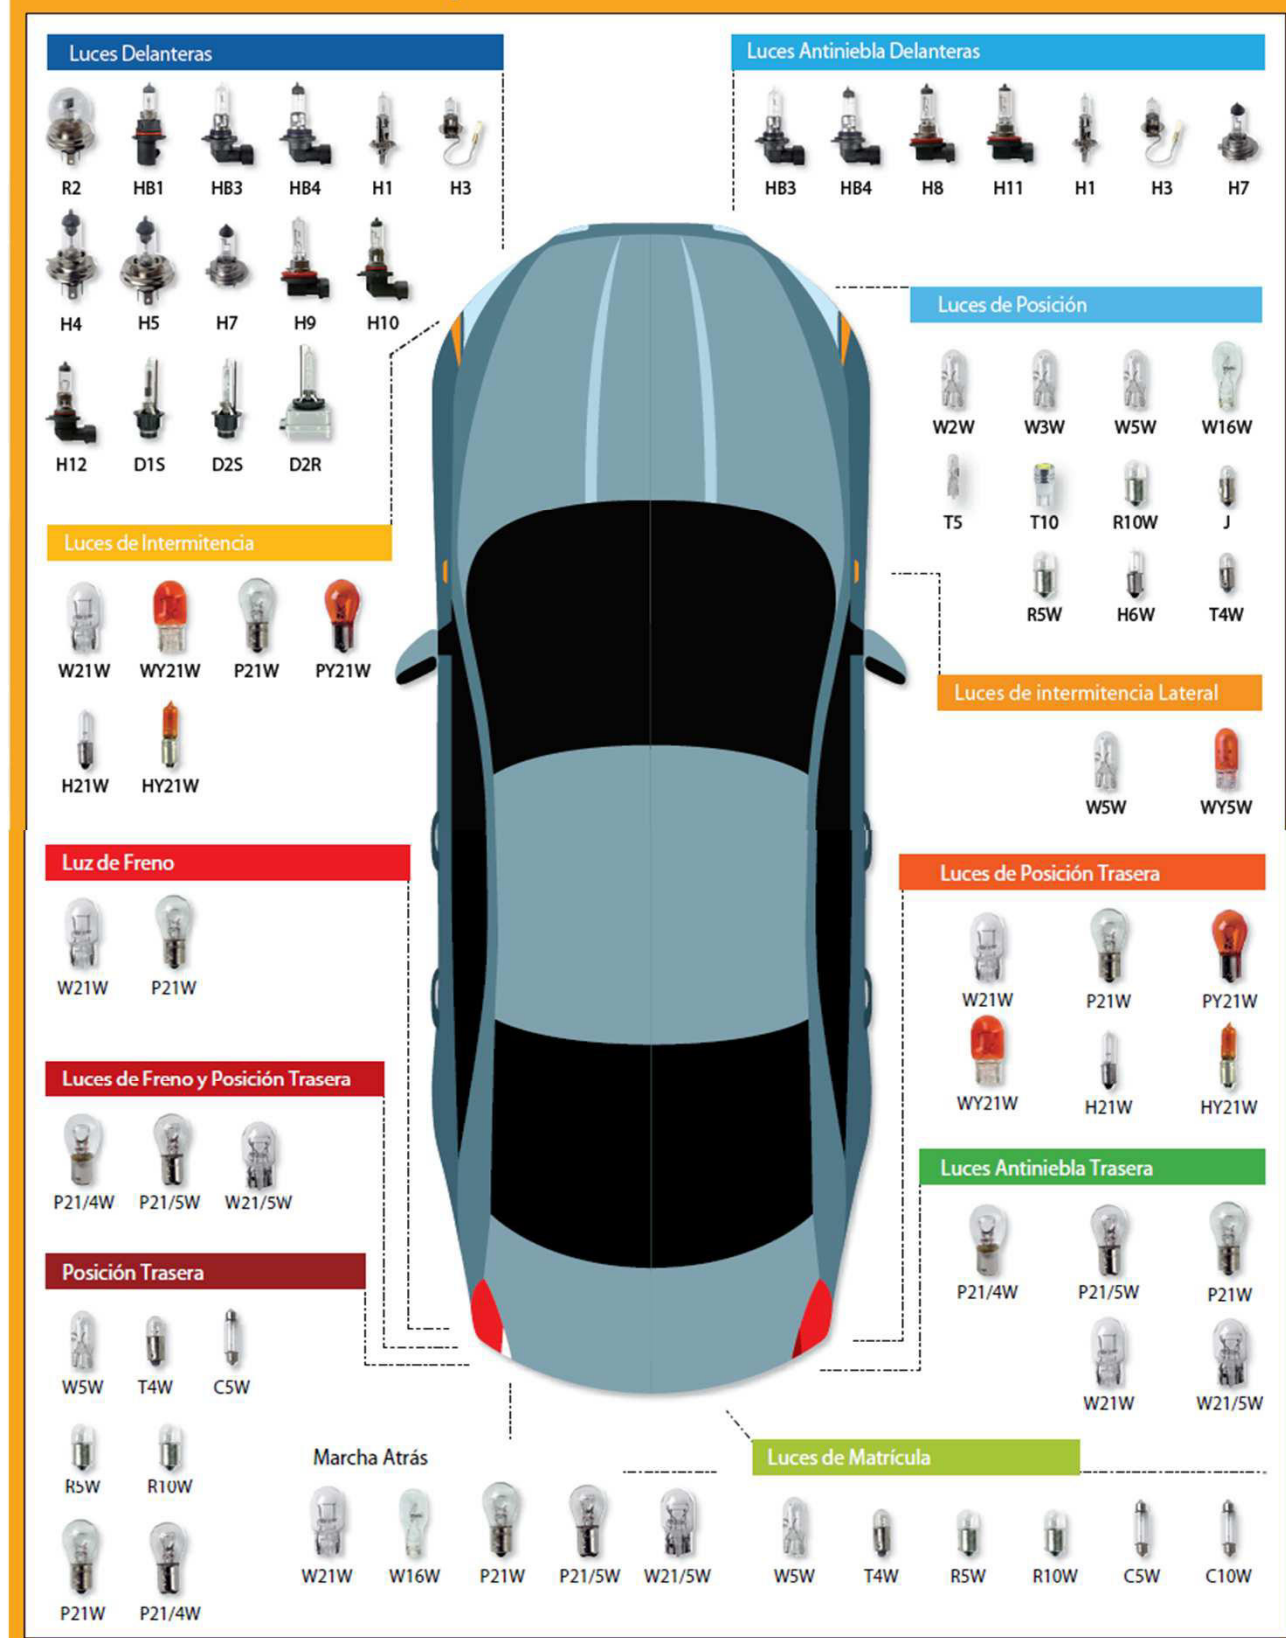 Luces Delanteras
R2 HB1 HB3 HB4 H1 H3
H4 H5 H7 H9 H10
H12 D1S D2S D2R
Luces Antiniebla Delanteras
HB3 HB4 H8 H11 H1 H3 H7
Luces de Posición
W2W W3W W5W W16W
T5 T10 R10W J
R5W H6W T4W
Luces de Intermitencia
W21W WY21W P21W PY21W
H21W HY21W
Luces de intermitencia Lateral
W5W WY5W
Luz de Freno
W21W P21W
Luces de Posición Trasera
W21W P21W PY21W
WY21W H21W HY21W
Luces de Freno y Posición Trasera
P21/4W P21/5W W21/5W
Luces Antiniebla Trasera
P21/4W P21/5W P21W
W21W W21/5W
Posición Trasera
W5W T4W C5W
R5W R10W
P21W P21/4W
Marcha Atrás
W21W W16W P21W P21/5W W21/5W
Luces de Matrícula
W5W T4W R5W R10W C5W C10W